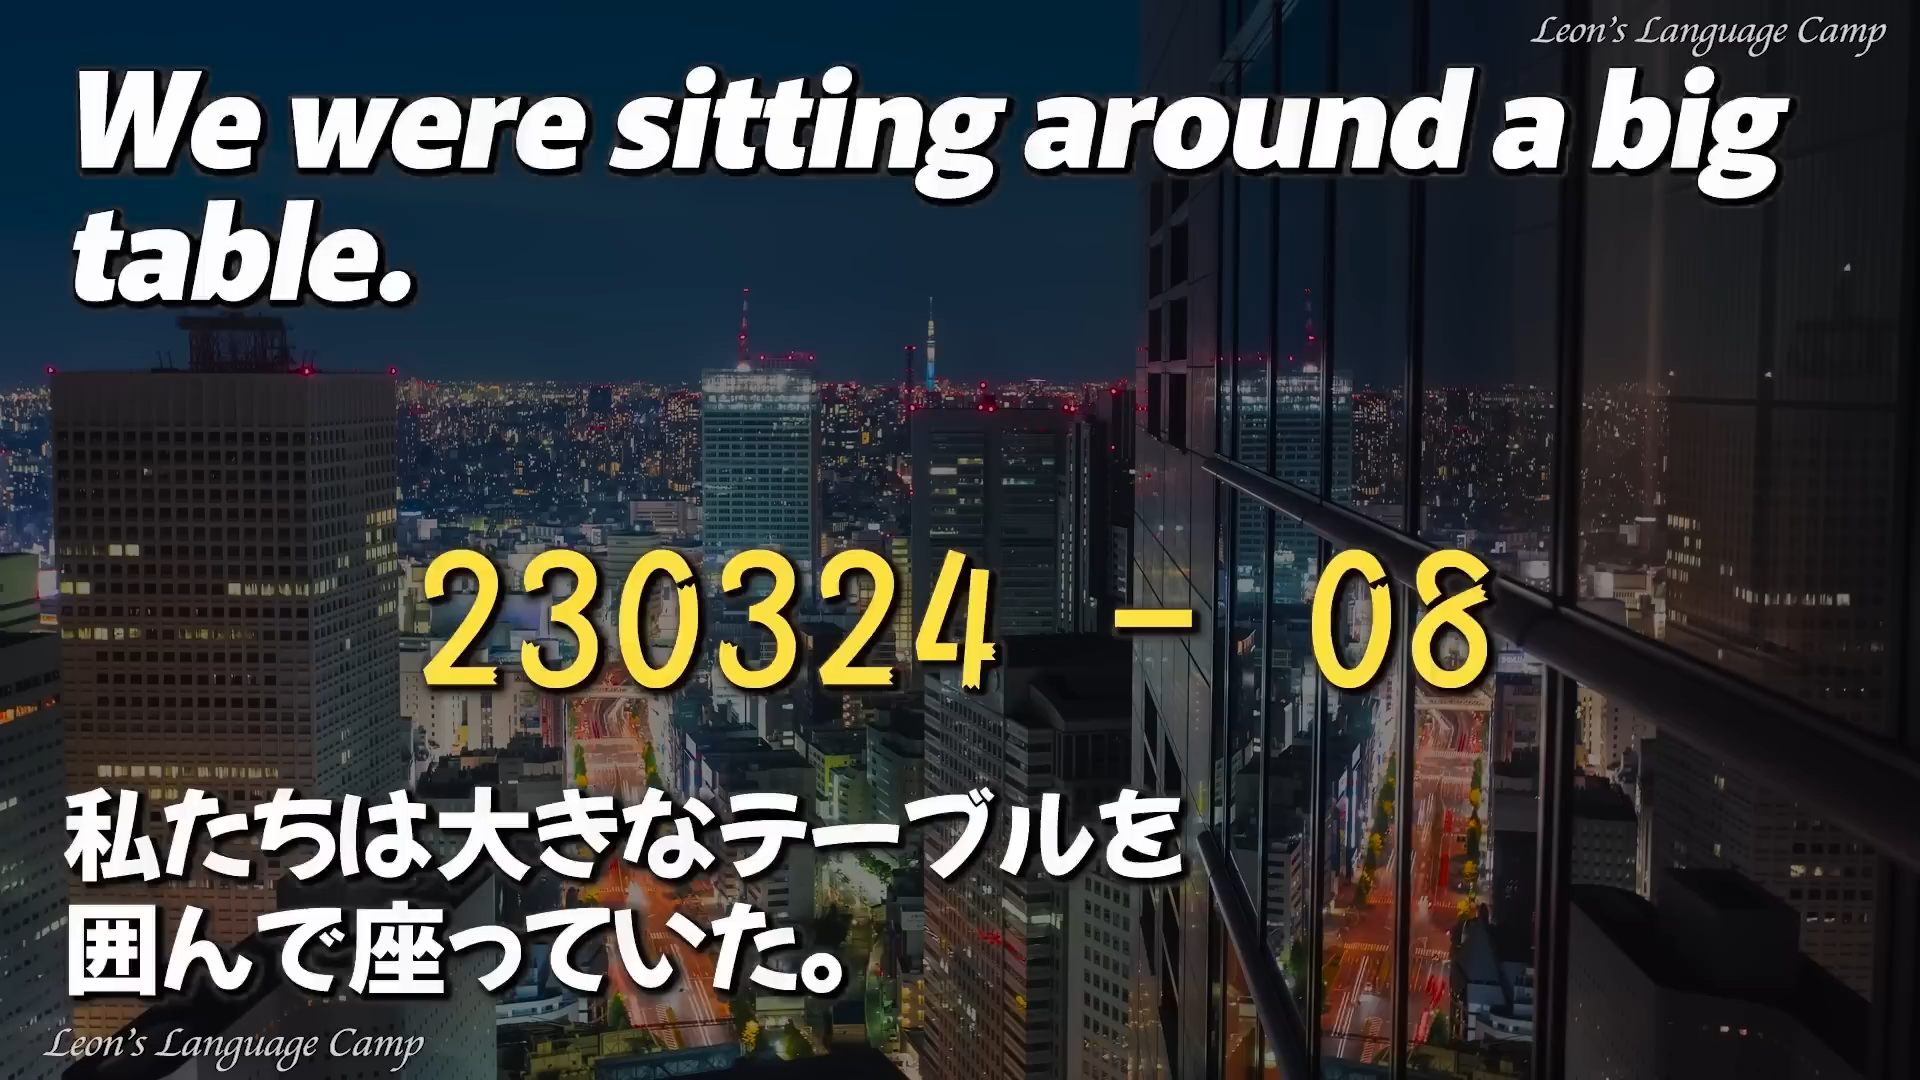 Leon's Language Camp
We were sitting around a big
table.
230324 - 08
私たちは大きなテーブルを
囲んで座っていた。
Leon's Language Camp